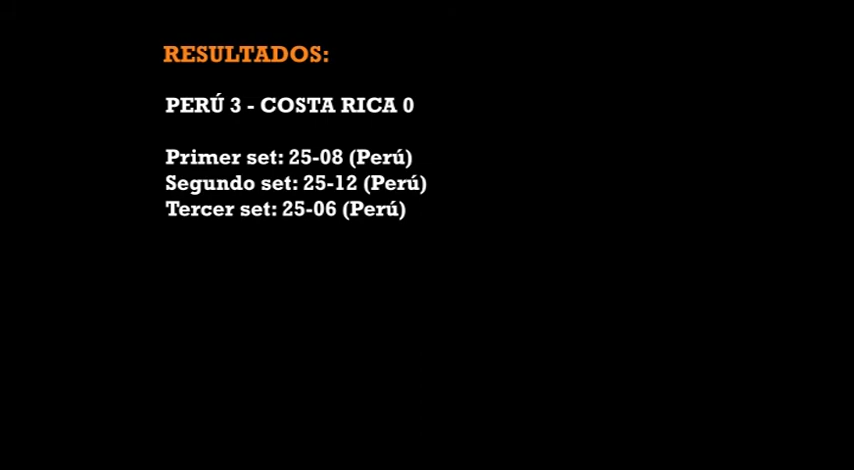 RESULTADOS:
PERÚ 3 - COSTA RICA 0
Primer set: 25-08 (Perú)
Segundo set: 25-12 (Perú)
Tercer set: 25-06 (Perú)